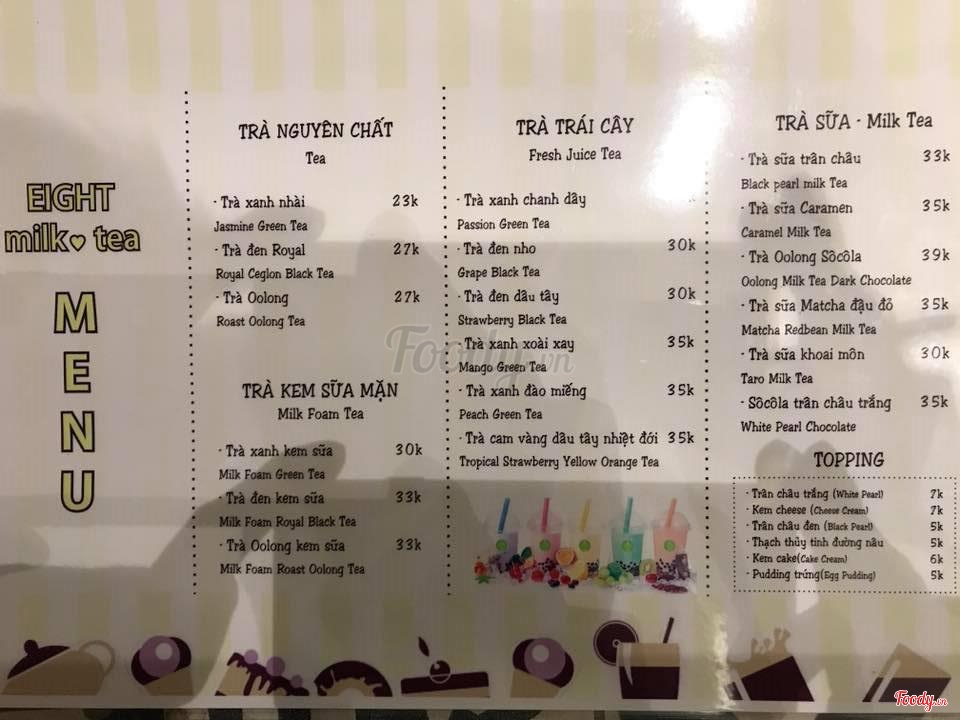 EIGHT
milk tea
MENU
TRÀ NGUYÊN CHẤT
Tea
· Trà xanh nhài 23k
Jasmine Green Tea
· Trà đen Royal 27k
Royal Ceglon Black Tea
· Trà Oolong 27k
Roast Oolong Tea
TRÀ KEM SỮA MẶN
Milk Foam Tea
· Trà xanh kem sữa 30k
Milk Foam Green Tea
· Trà đen kem sữa 33k
Milk Foam Royal Black Tea
· Trà Oolong kem sữa 33k
Milk Foam Roast Oolong Tea
TRÀ TRÁI CÂY
Fresh Juice Tea
· Trà xanh chanh dây
Passion Green Tea
· Trà đen nho 30k
Grape Black Tea
· Trà đen dâu tây 30k
Strawberry Black Tea
· Trà xanh xoài xay 35k
Mango Green Tea
· Trà xanh đào miếng 35k
Peach Green Tea
· Trà cam vàng dâu tây nhiệt đới 35k
Tropical Strawberry Yellow Orange Tea
TRÀ SỮA - Milk Tea
· Trà sữa trân châu 33k
Black pearl milk Tea
· Trà sữa Caramen 35k
Caramel Milk Tea
· Trà Oolong Sôcôla 39k
Oolong Milk Tea Dark Chocolate
· Trà sữa Matcha đậu đỏ 35k
Matcha Redbean Milk Tea
· Trà sữa khoai môn 30k
Taro Milk Tea
· Sôcôla trân châu trắng 35k
White Pearl Chocolate
TOPPING
· Trân châu trắng (White Pearl) 7k
· Kem cheese (Cheese Cream) 7k
· Trân châu đen (Black Pearl) 5k
· Thạch thủy tinh đường nâu 5k
· Kem cake(Cake Cream) 6k
· Pudding trứng(Egg Pudding) 5k
Foody.vn
Foody.vn